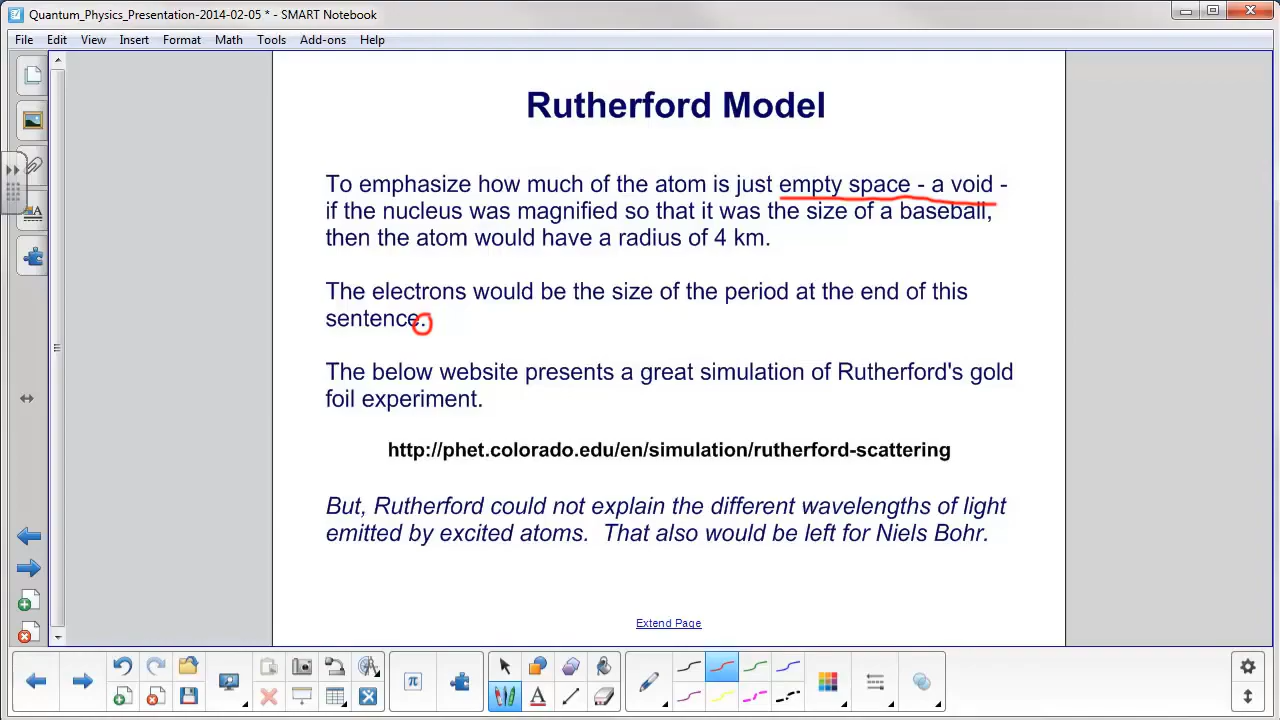 Quantum_Physics_Presentation-2014-02-05 * - SMART Notebook
File Edit View Insert Format Math Tools Add-ons Help
Rutherford Model
To emphasize how much of the atom is just empty space - a void -
if the nucleus was magnified so that it was the size of a baseball,
then the atom would have a radius of 4 km.
The electrons would be the size of the period at the end of this
sentence.
The below website presents a great simulation of Rutherford's gold
foil experiment.
http://phet.colorado.edu/en/simulation/rutherford-scattering
But, Rutherford could not explain the different wavelengths of light
emitted by excited atoms.  That also would be left for Niels Bohr.
Extend Page